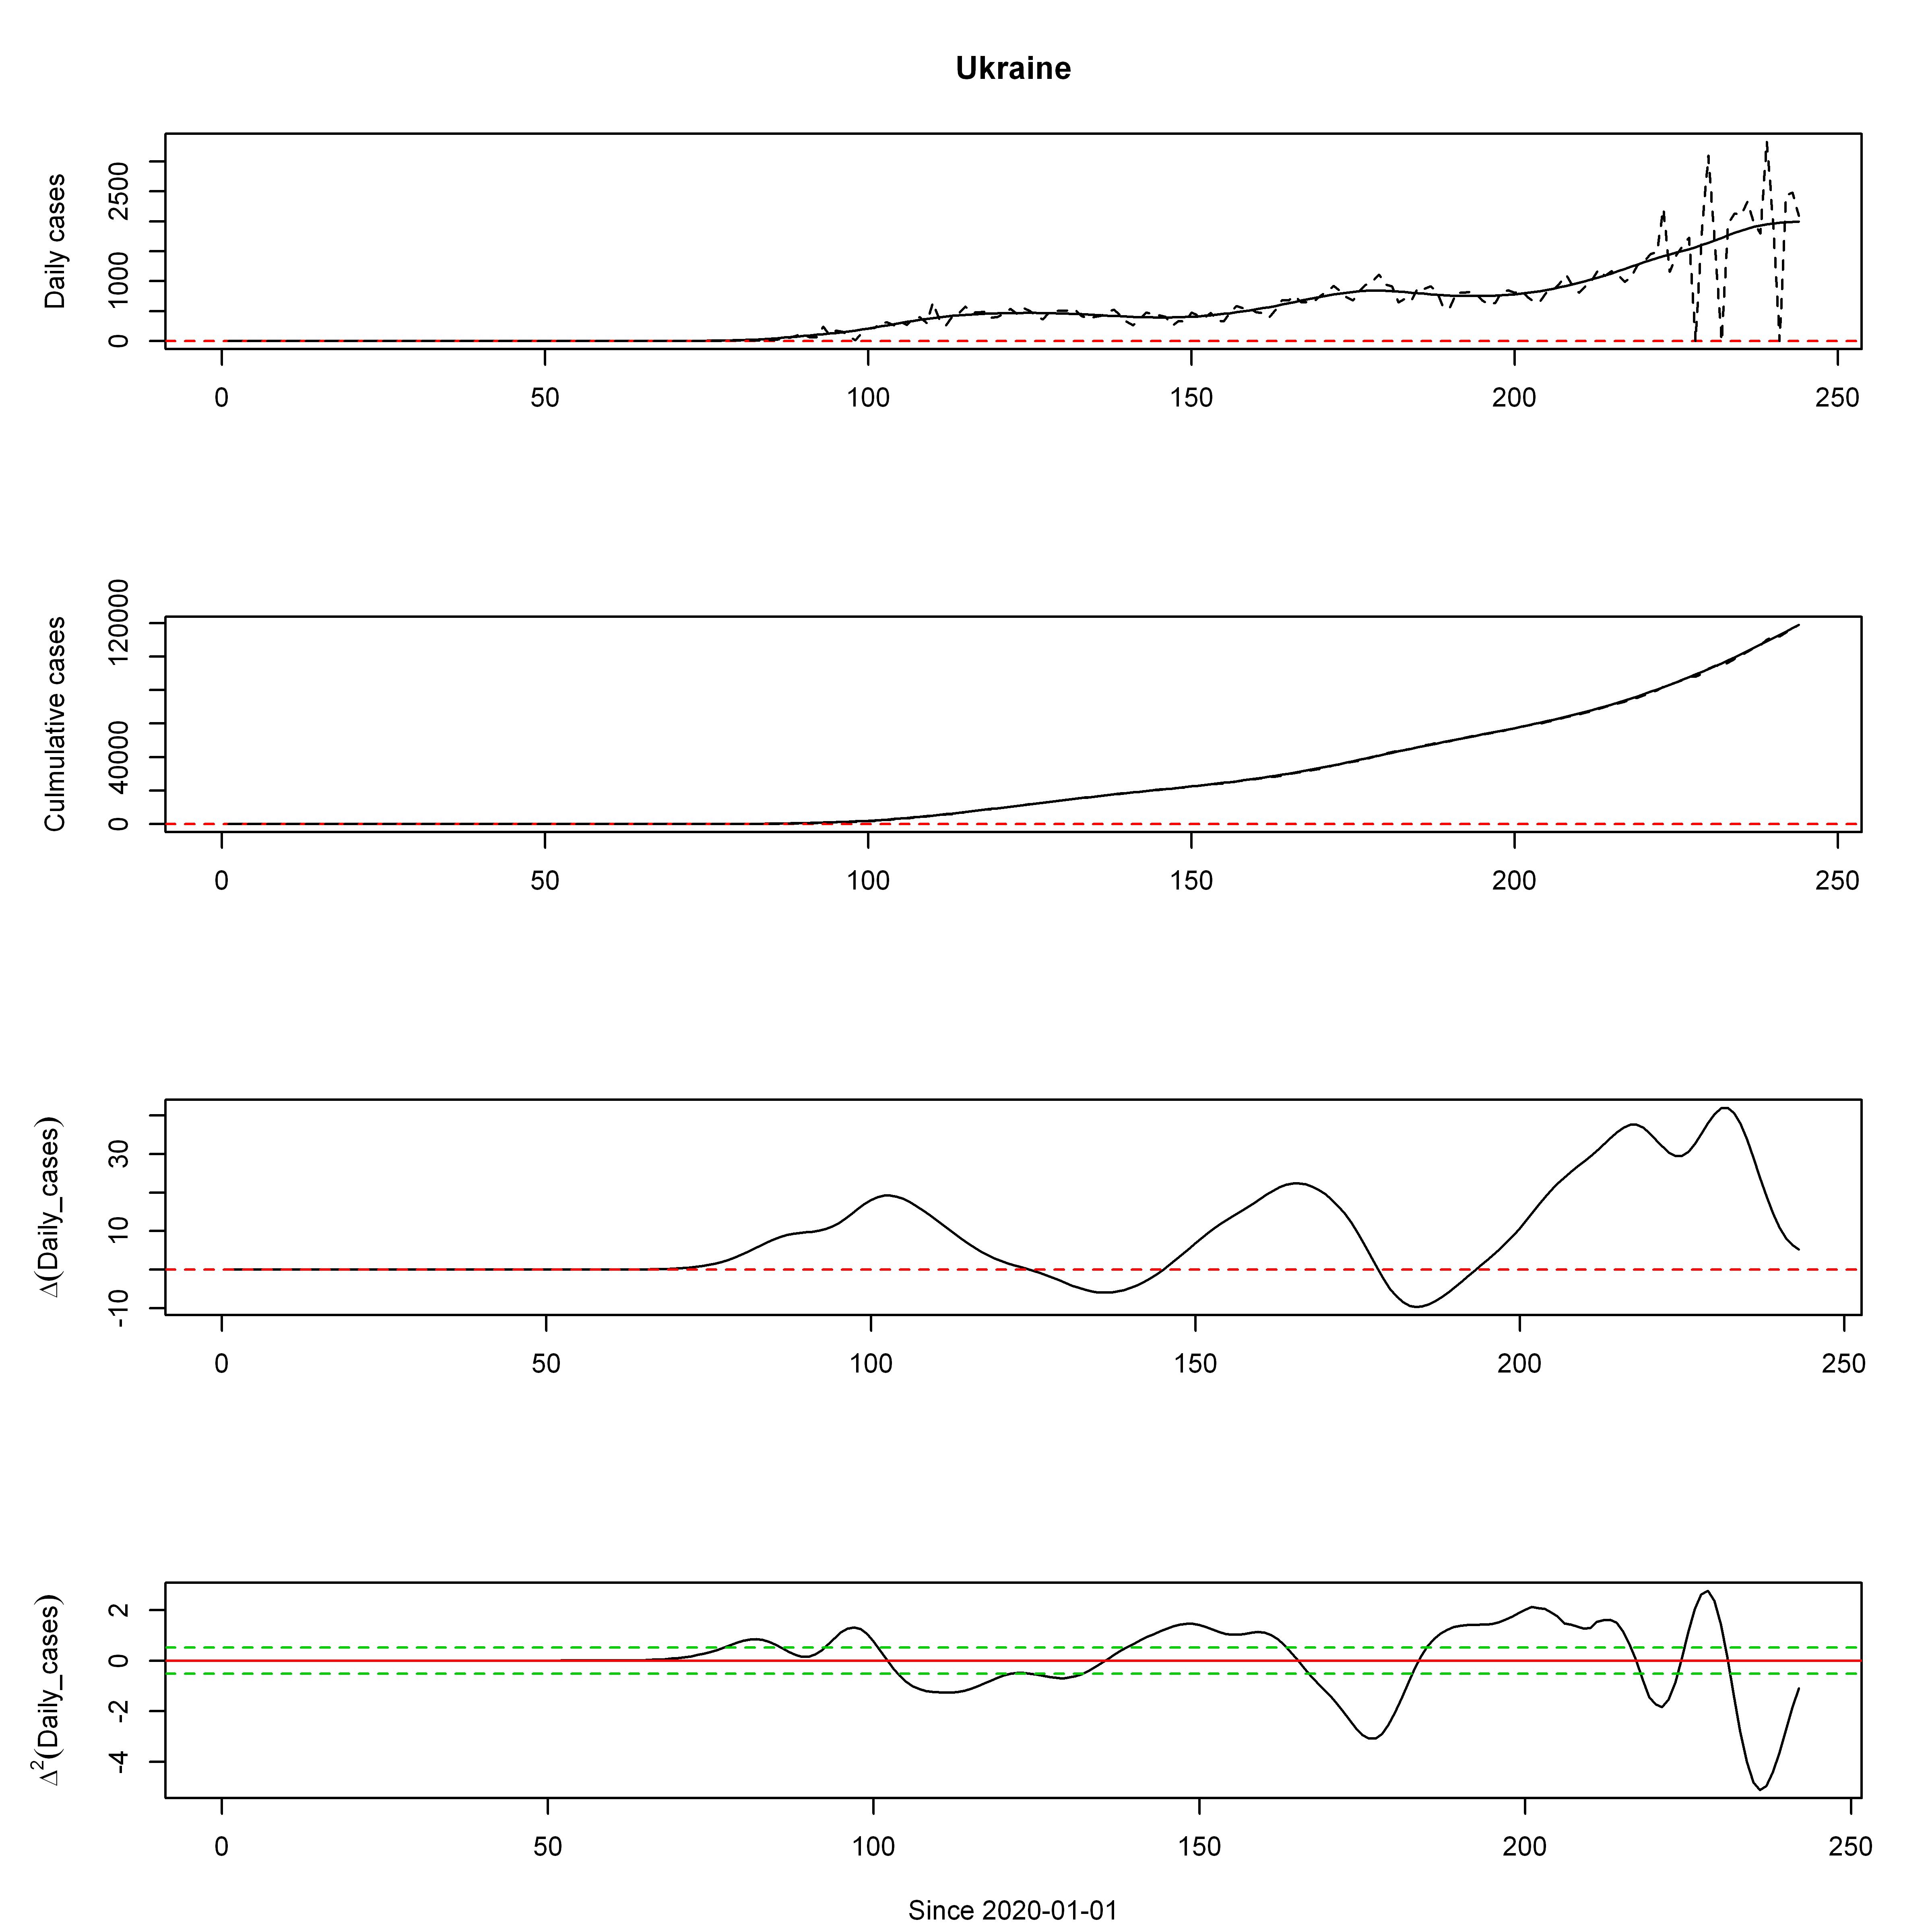 Ukraine
Daily cases
0 1000 2500
0 50 100 150 200 250
Culmulative cases
0 40000 120000
0 50 100 150 200 250
Δ(Daily_cases)
-10 10 30
0 50 100 150 200 250
Δ²(Daily_cases)
-4 -2 0 2
0 50 100 150 200 250
Since 2020-01-01